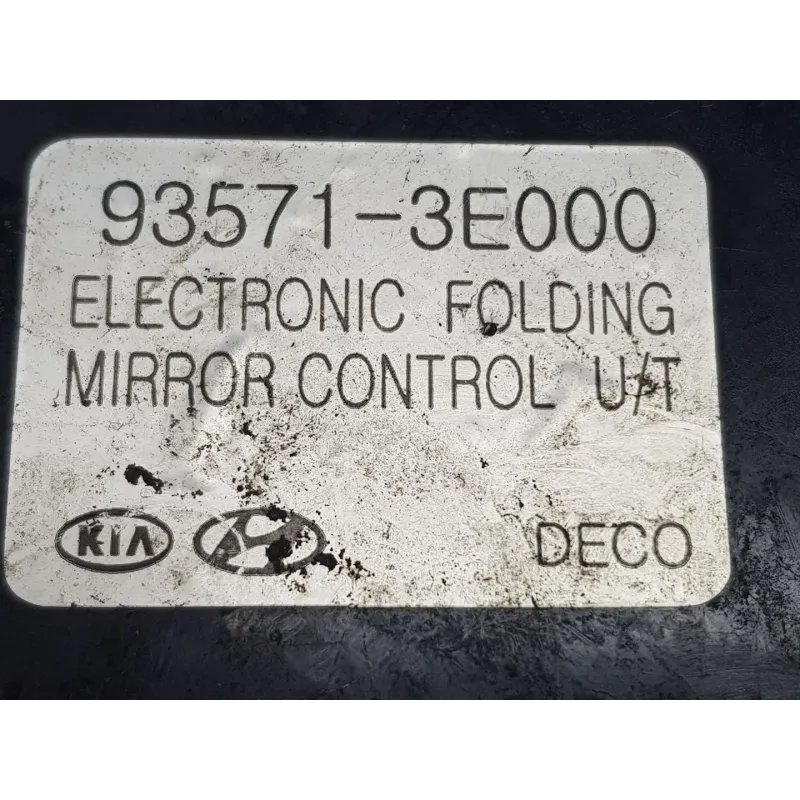 93571-3E000
ELECTRONIC FOLDING
MIRROR CONTROL U/T
KIA DECO